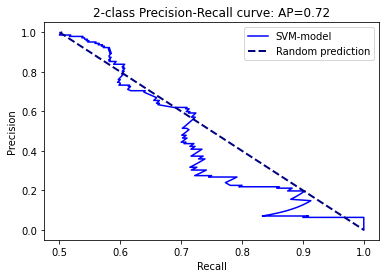 2-class Precision-Recall curve: AP=0.72
SVM-model
Random prediction
1.0
0.8
0.6
0.4
0.2
0.0
Precision
0.5 0.6 0.7 0.8 0.9 1.0
Recall